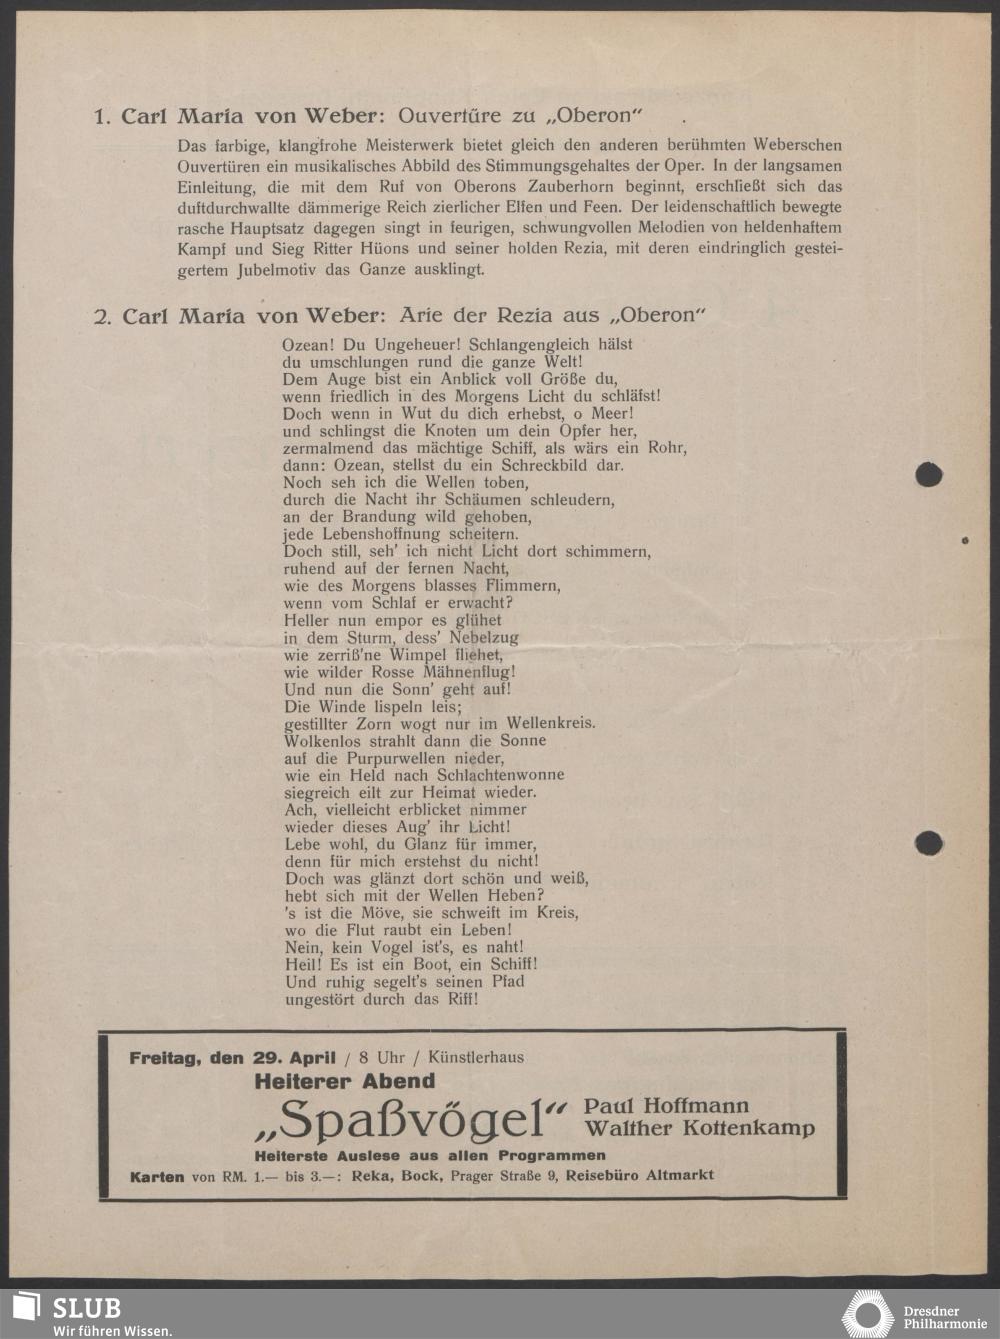 1. Carl Maria von Weber: Ouvertüre zu „Oberon“
Das farbige, klangfrohe Meisterwerk bietet gleich den anderen berühmten Weberschen
Ouvertüren ein musikalisches Abbild des Stimmungsgehaltes der Oper. In der langsamen
Einleitung, die mit dem Ruf von Oberons Zauberhorn beginnt, erschließt sich das
duftdurchwallte dämmerige Reich zierlicher Elfen und Feen. Der leidenschaftlich bewegte
rasche Hauptsatz dagegen singt in feurigen, schwungvollen Melodien von heldenhaftem
Kampf und Sieg Ritter Hüons und seiner holden Rezia, mit deren eindringlich gestei-
gertem Jubelmotiv das Ganze ausklingt.
2. Carl Maria von Weber: Arie der Rezia aus „Oberon“
Ozean! Du Ungeheuer! Schlangengleich hälst
du umschlungen rund die ganze Welt!
Dem Auge bist ein Anblick voll Größe du,
wenn friedlich in des Morgens Licht du schläfst!
Doch wenn in Wut du dich erhebst, o Meer!
und schlingst die Knoten um dein Opfer her,
zermalmend das mächtige Schiff, als wärs ein Rohr,
dann: Ozean, stellst du ein Schreckbild dar.
Noch seh ich die Wellen toben,
durch die Nacht ihr Schäumen schleudern,
an der Brandung wild gehoben,
jede Lebenshoffnung scheitern.
Doch still, seh' ich nicht Licht dort schimmern,
ruhend auf der fernen Nacht,
wie des Morgens blasses Flimmern,
wenn vom Schlaf er erwacht?
Heller nun empor es glühet
in dem Sturm, dess' Nebelzug
wie zerriß'ne Wimpel fliehet,
wie wilder Rosse Mähnenflug!
Und nun die Sonn' geht auf!
Die Winde lispeln leis;
gestillter Zorn wogt nur im Wellenkreis.
Wolkenlos strahlt dann die Sonne
auf die Purpurwellen nieder,
wie ein Held nach Schlachtenwonne
siegreich eilt zur Heimat wieder.
Ach, vielleicht erblicket nimmer
wieder dieses Aug' ihr Licht!
Lebe wohl, du Glanz für immer,
denn für mich erstehst du nicht!
Doch was glänzt dort schön und weiß,
hebt sich mit der Wellen Heben?
's ist die Möve, sie schweift im Kreis,
wo die Flut raubt ein Leben!
Nein, kein Vogel ist's, es naht!
Heil! Es ist ein Boot, ein Schiff!
Und ruhig segelt's seinen Pfad
ungestört durch das Riff!
Freitag, den 29. April / 8 Uhr / Künstlerhaus
Heiterer Abend
„Spaßvögel“ Paul Hoffmann
Walther Kottenkamp
Heiterste Auslese aus allen Programmen
Karten von RM. 1.— bis 3.—: Reka, Bock, Prager Straße 9, Reisebüro Altmarkt
SLUB
Wir führen Wissen.
Dresdner
Philharmonie